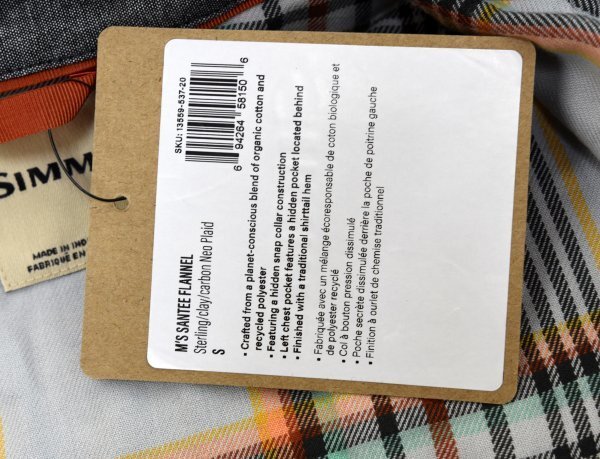 SIMM
MADE IN IND
FABRIQUÉ EN
SKU: 13559-537-20
6 94264 58150 6
M'S SANTEE FLANNEL
Sterling/clay/carbon Neo Plaid
S
• Crafted from a planet-conscious blend of organic cotton and
recycled polyester
• Featuring a hidden snap collar construction
• Left chest pocket features a hidden pocket located behind
• Finished with a traditional shirttail hem
• Fabriquée avec un mélange écoresponsable de coton biologique et
de polyester recyclé
• Col à bouton pression dissimulé
• Poche secrète dissimulée derrière la poche de poitrine gauche
• Finition à ourlet de chemise traditionnel